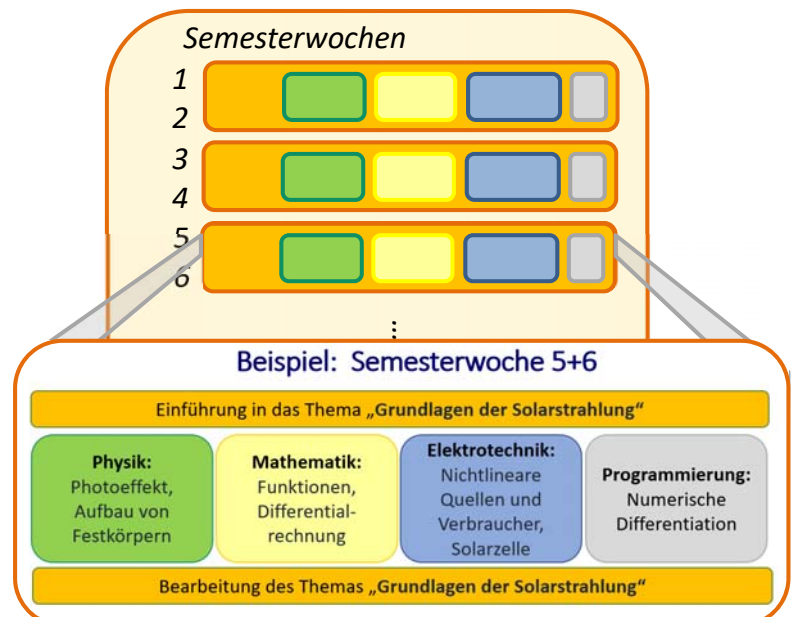 Semesterwochen
1
2
3
4
5
6
...
Beispiel: Semesterwoche 5+6
Einführung in das Thema „Grundlagen der Solarstrahlung“
Physik:
Photoeffekt,
Aufbau von
Festkörpern
Mathematik:
Funktionen,
Differential-
rechnung
Elektrotechnik:
Nichtlineare
Quellen und
Verbraucher,
Solarzelle
Programmierung:
Numerische
Differentiation
Bearbeitung des Themas „Grundlagen der Solarstrahlung“